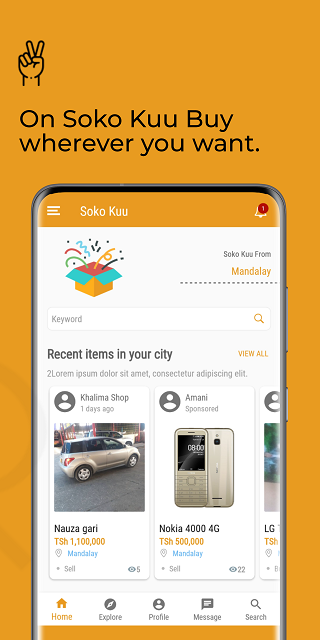 On Soko Kuu Buy
wherever you want.
Soko Kuu
1
Soko Kuu From
Mandalay
Keyword
Recent items in your city
VIEW ALL
2Lorem ipsum dolor sit amet, consectetur adipiscing elit.
Khalima Shop
1 days ago
Nauza gari
TSh 1,100,000
Mandalay
Sell
5
Amani
Sponsored
Nokia 4000 4G
TSh 500,000
Mandalay
Sell
22
LG
TSh
Home
Explore
Profile
Message
Search